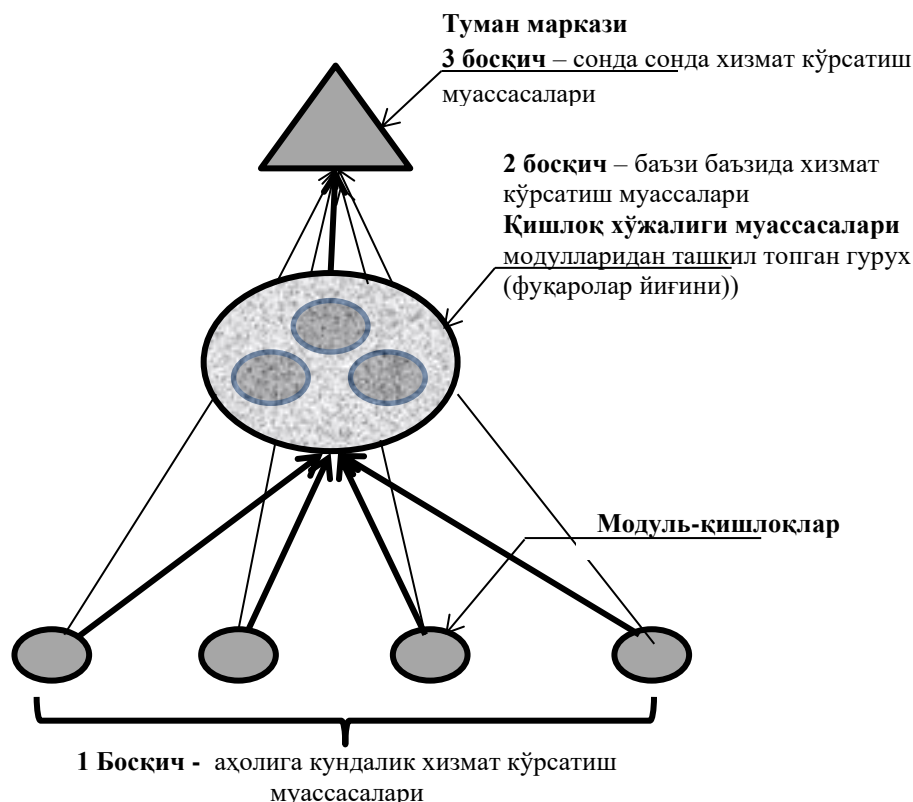 Туман маркази
3 босқич – сонда сонда хизмат кўрсатиш
муассасалари
2 босқич – баъзи баъзида хизмат
кўрсатиш муассалари
Қишлоқ хўжалиги муассасалари
модулларидан ташкил топган гурух
(фуқаролар йиғини))
Модуль-қишлоқлар
1 Босқич - аҳолига кундалик хизмат кўрсатиш
муассасалари